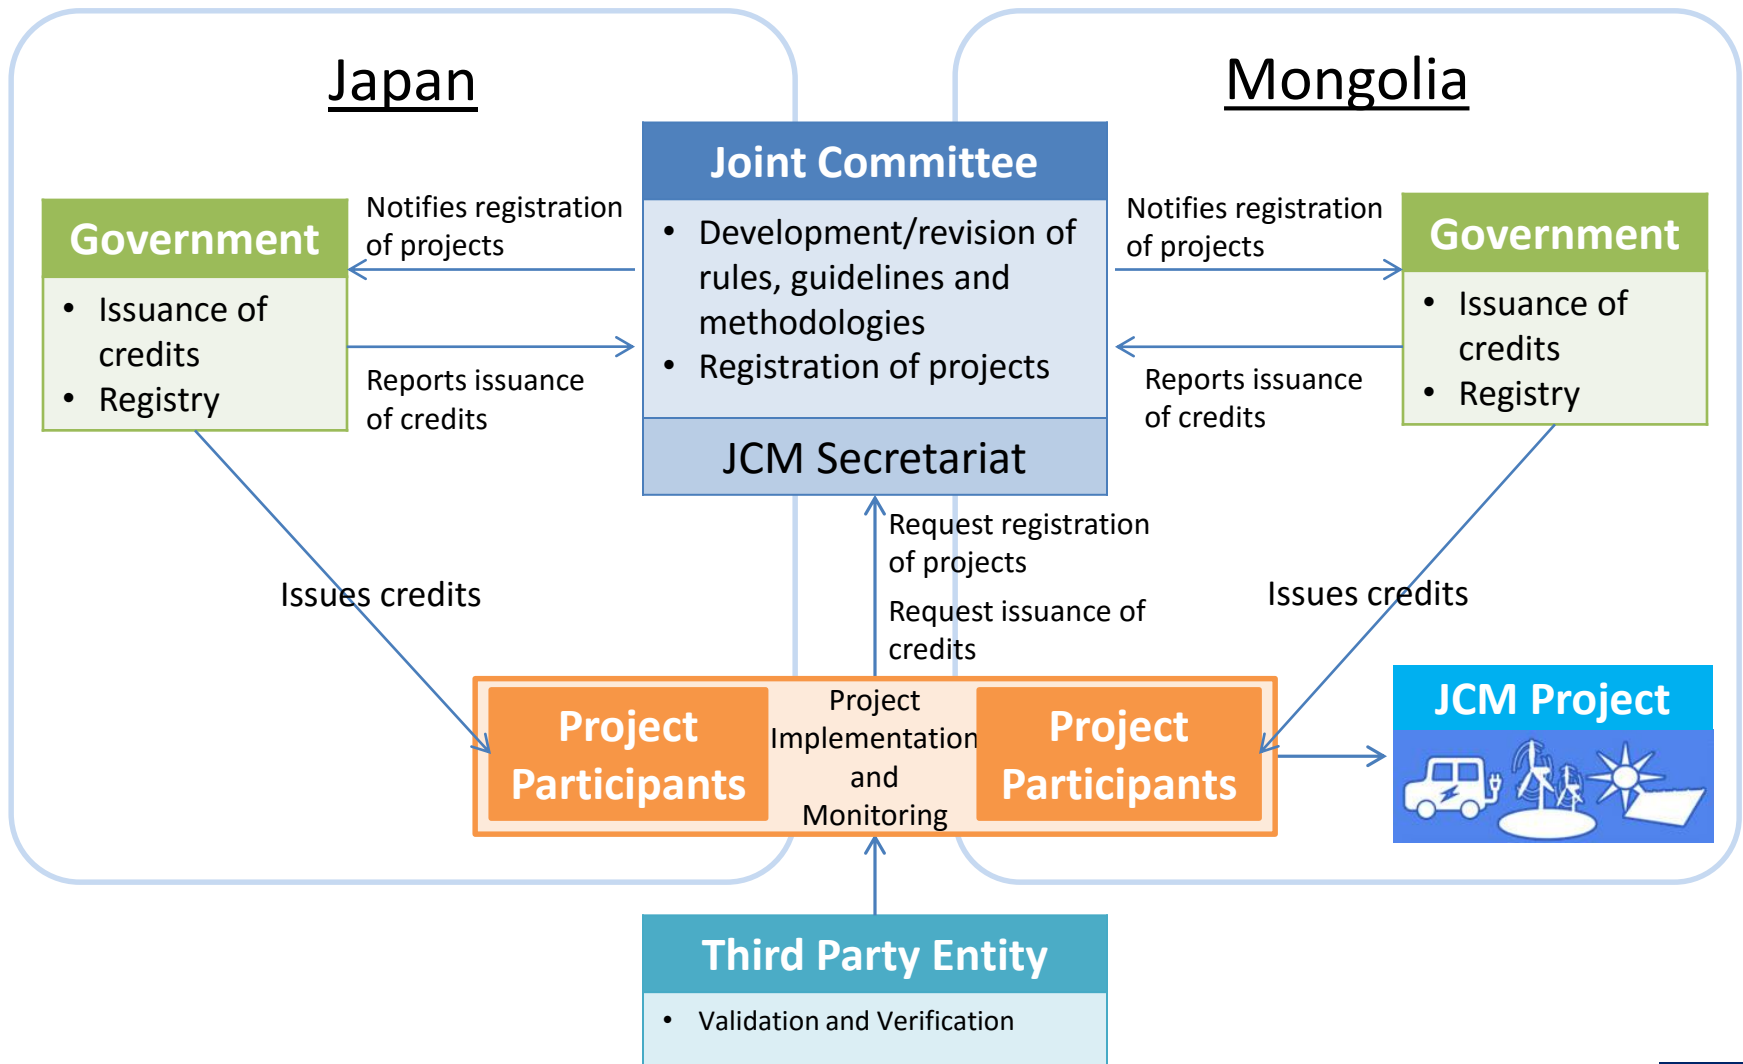 Japan
Mongolia
Joint Committee
• Development/revision of
rules, guidelines and
methodologies
• Registration of projects
JCM Secretariat
Government
• Issuance of
credits
• Registry
Notifies registration
of projects
Reports issuance
of credits
Notifies registration
of projects
Reports issuance
of credits
Government
• Issuance of
credits
• Registry
Request registration
of projects
Request issuance of
credits
Issues credits
Issues credits
Project
Participants
Project
Implementation
and
Monitoring
Project
Participants
JCM Project
Third Party Entity
• Validation and Verification